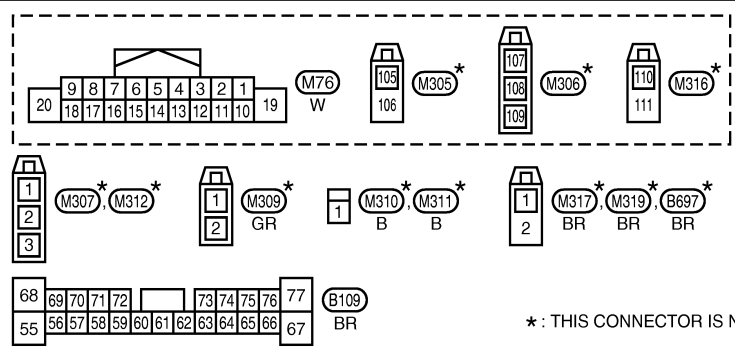 9 8 7 6 5 4 3 2 1
20 19
18 17 16 15 14 13 12 11 10
M76
W
105
106
M305*
107
108
109
M306*
110
111
M316*
1
2
3
M307*, M312*
1
2
M309*
GR
1
M310*, M311*
B B
1
2
M317*, M319*, B697*
BR BR BR
68 69 70 71 72 73 74 75 76 77
55 56 57 58 59 60 61 62 63 64 65 66 67
B109
BR
*: THIS CONNECTOR IS N